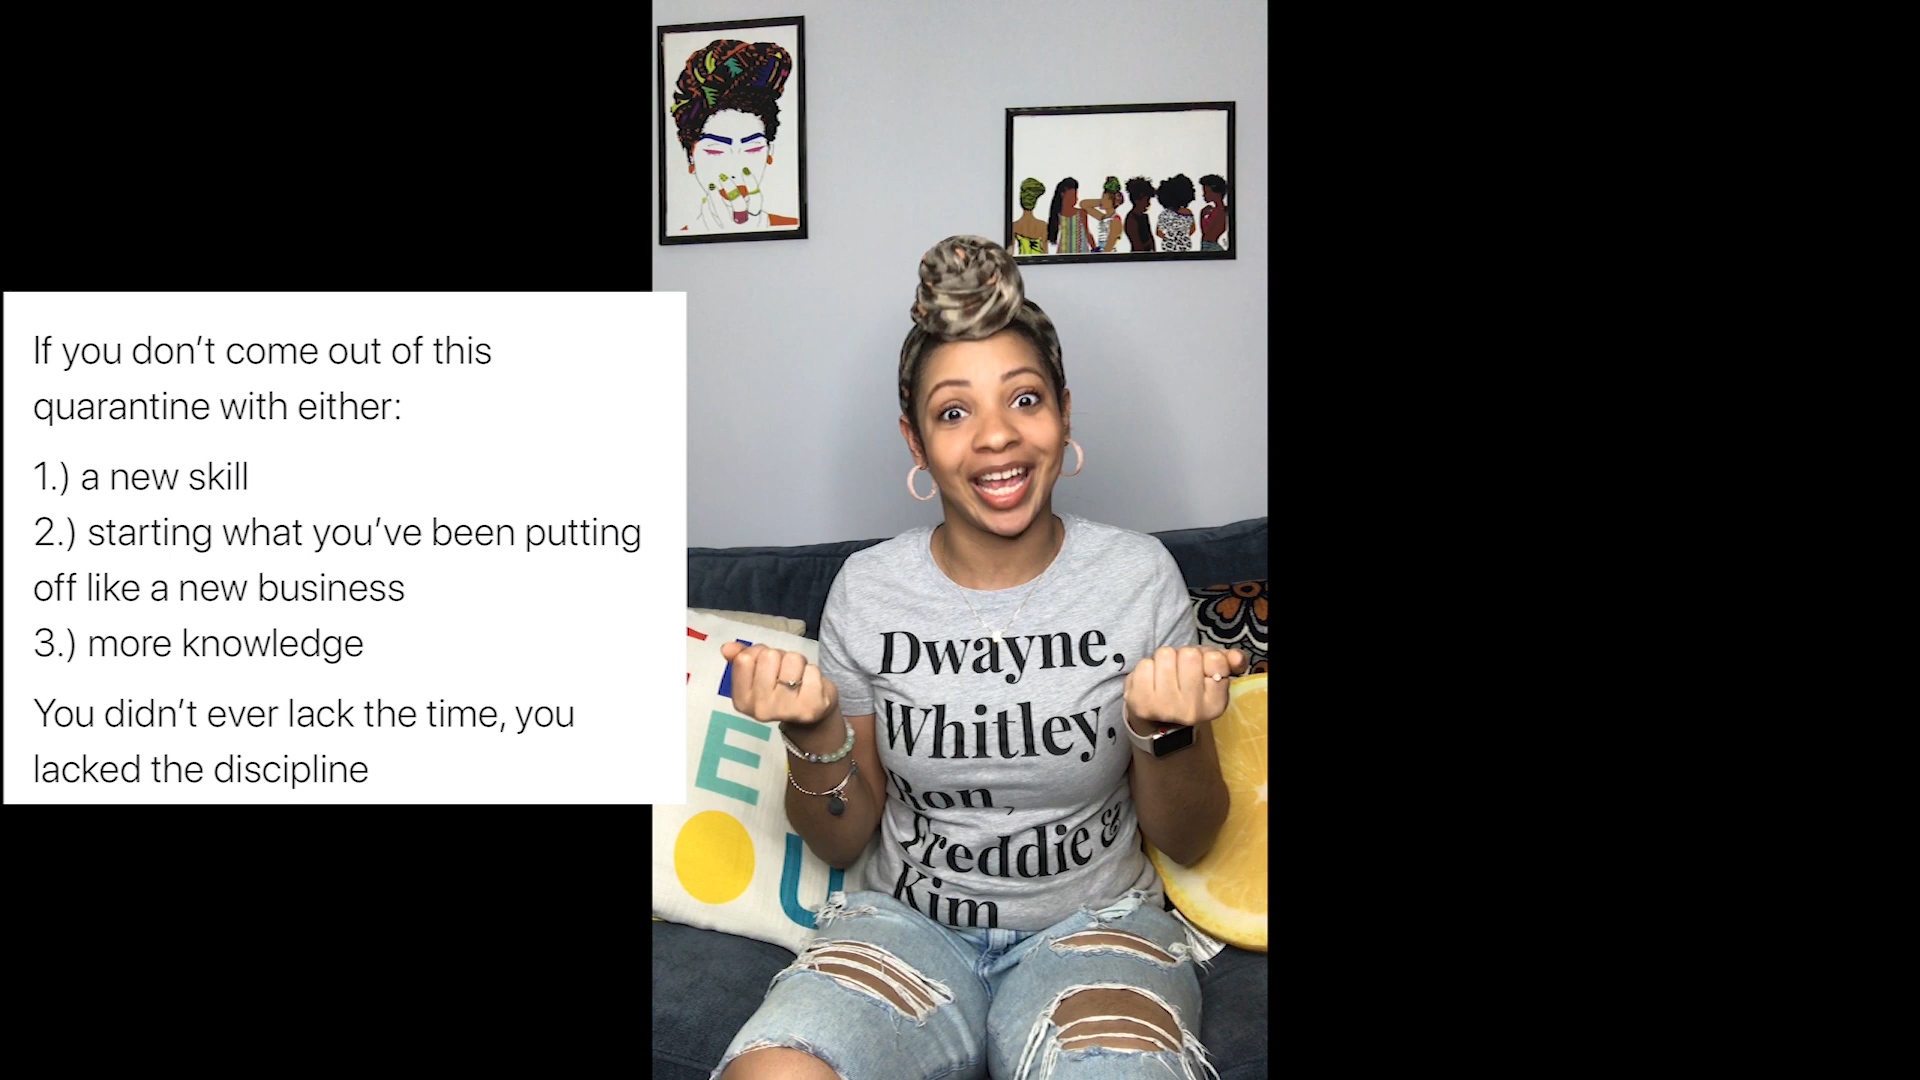 If you don’t come out of this
quarantine with either:
1.) a new skill
2.) starting what you’ve been putting
off like a new business
3.) more knowledge
You didn’t ever lack the time, you
lacked the discipline
Dwayne,
Whitley,
Ron,
Freddie &
Kim
E
OU